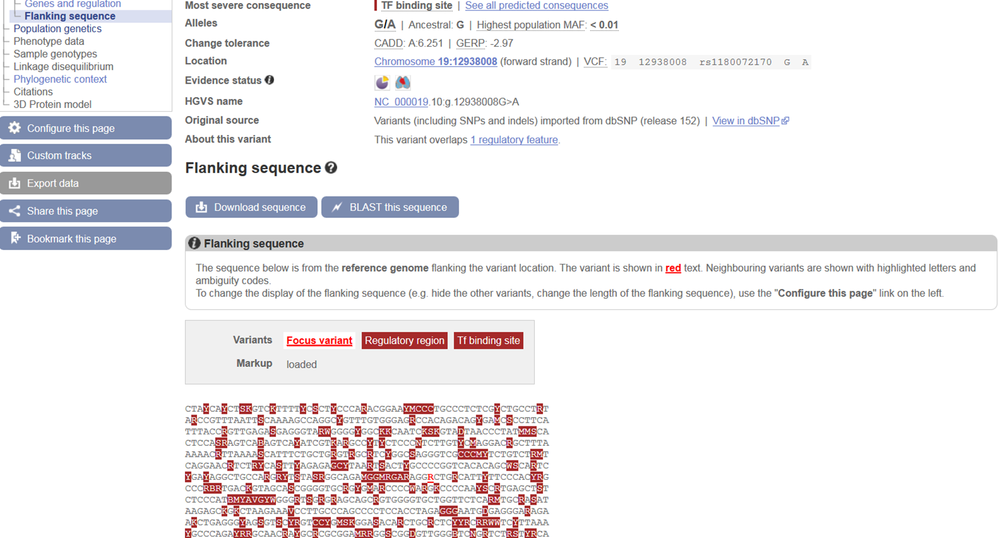 Genes and regulation
Flanking sequence
Population genetics
Phenotype data
Sample genotypes
Linkage disequilibrium
Phylogenetic context
Citations
3D Protein model
Configure this page
Custom tracks
Export data
Share this page
Bookmark this page
Most severe consequence TF binding site | See all predicted consequences
Alleles G/A | Ancestral: G | Highest population MAF: < 0.01
Change tolerance CADD: A:6.251 | GERP: -2.97
Location Chromosome 19:12938008 (forward strand) | VCF: 19 12938008 rs1180072170 G A
Evidence status
HGVS name NC_000019.10:g.12938008G>A
Original source Variants (including SNPs and indels) imported from dbSNP (release 152) | View in dbSNP
About this variant This variant overlaps 1 regulatory feature.
Flanking sequence
Download sequence BLAST this sequence
Flanking sequence
The sequence below is from the reference genome flanking the variant location. The variant is shown in red text. Neighbouring variants are shown with highlighted letters and
ambiguity codes.
To change the display of the flanking sequence (e.g. hide the other variants, change the length of the flanking sequence), use the "Configure this page" link on the left.
Variants Focus variant Regulatory region Tf binding site
Markup loaded
CTAYCAYCTSKGTCKTTTTYCSCTYCCCARACGGAAYMCCCTGCCCTCTCGYCTGCCTRT
ARCCGTTTAATTSCAAAAGCCAGGCYGTTTGTGGGAGRCCACAGACAGYGAMCSCCTTCA
TTTACCRGTTGAGASGAGGGTARWGGGGYGGCKKCAATCKSKGTADTAACCCTATMMSCA
CTCCASRAGTCABAGTCAYATCGTKARGCCYTYCTCCCNTCTTGTYCMAGGACRGCTTTA
AAAACRTTAAAASCATTTCTGCTGRGTRGCRTCYGGCSAGGGTCGCCCMYTCTGTCTRMT
CAGGAACRTCTRYCASTTYAGAGAGCYTAARTSACTYGCCCCGGTCACACAGCWSCARTC
YGAYAGGCTGCCARGRYTSTASRGGCAGAMGGMRGARAGGRCTGRCATTYTTCCCACYRG
CCCRBRTGACKGTAGCASCGGGGTGCRGYGMARCCCCWARGKCCCCAAYSCRTGAGCTST
CTCCCATBMYAVGYWGGGRTSGRGRAGCAGCRGTGGGGTGCTGGTTCTCARMTGCRASAT
AAGAGCKGKCTAAGAAAVCCTTGCCCAGCCCCTCCACCTAGAGGGGAATGDGAGGGARAGA
AKCTGAGGGYAGSGTSCYRGTCCYGMSKGGASACARCTGCRCTCYYRCRRWWTCYTTAAA
YGCCCAGAYRRGCAACRAYGCRCGCGGAMRRGGSCGGDGTTGGGBTCNGRTCTRSTYRCA